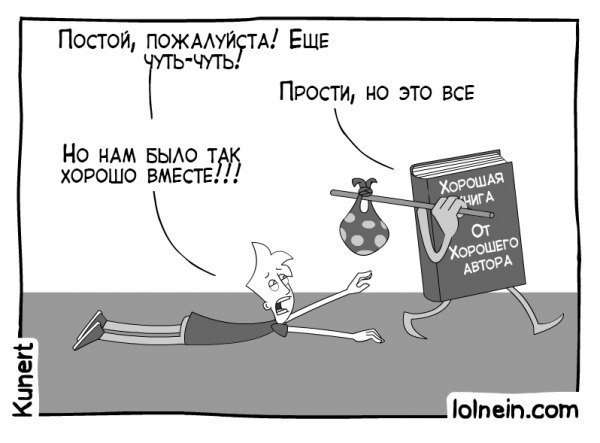 Постой, пожалуйста! Еще
чуть-чуть!
Прости, но это все
Но нам было так
хорошо вместе!!!
Хорошая
книга
От
Хорошего
автора
Kunert
lolnein.com